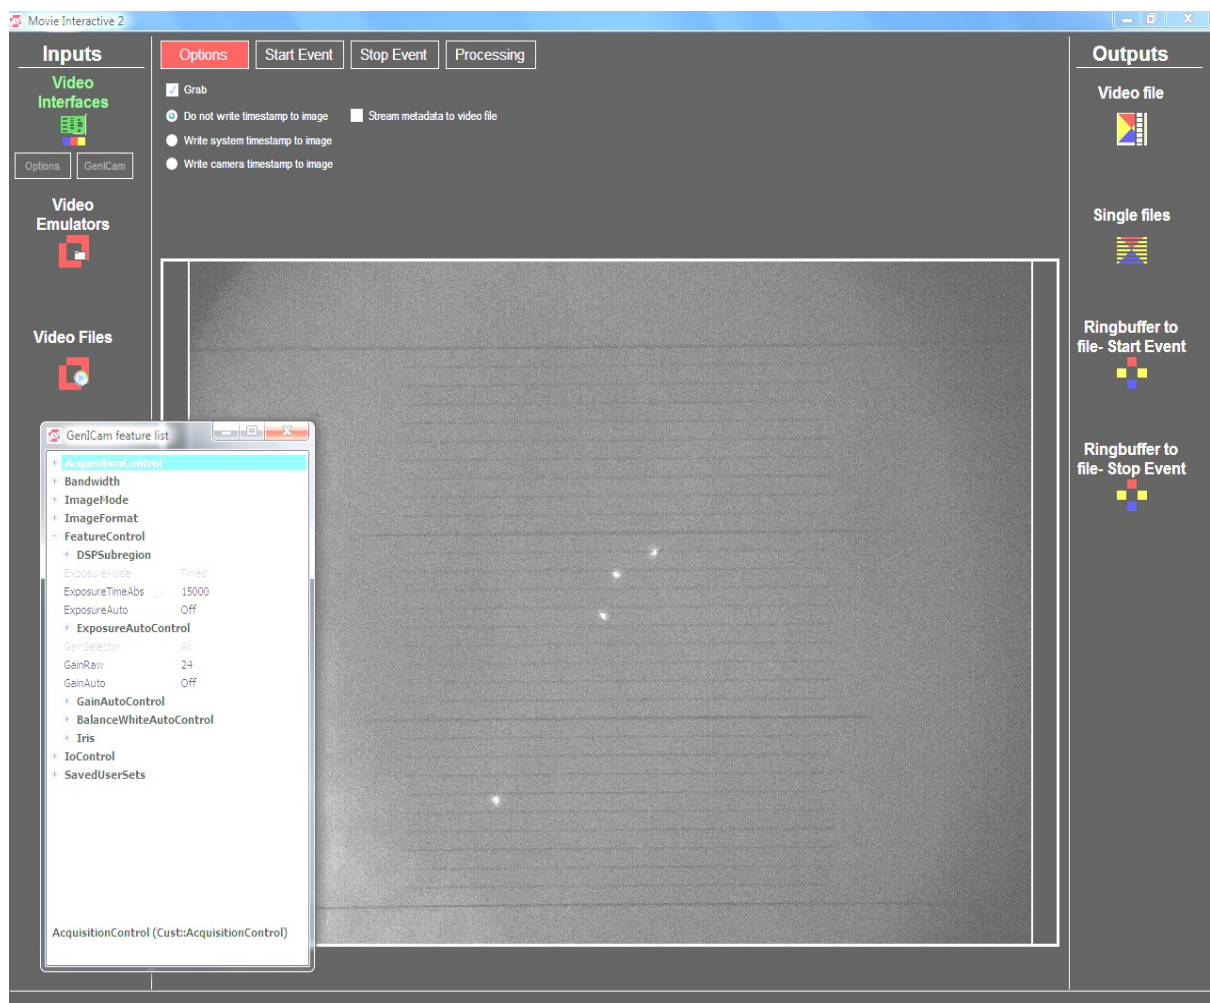 Movie Interactive 2
Inputs
Video
Interfaces
Options GenICam
Video
Emulators
Video Files
Options Start Event Stop Event Processing
Grab
Do not write timestamp to image Stream metadata to video file
Write system timestamp to image
Write camera timestamp to image
Outputs
Video file
Single files
Ringbuffer to
file- Start Event
Ringbuffer to
file- Stop Event
GenICam feature list
AcquisitionControl
Bandwidth
ImageMode
ImageFormat
FeatureControl
DSPSubregion
ExposureMode Timed
ExposureTimeAbs 15000
ExposureAuto Off
ExposureAutoControl
GainSelector All
GainRaw 24
GainAuto Off
GainAutoControl
BalanceWhiteAutoControl
Iris
IoControl
SavedUserSets
AcquisitionControl (Cust::AcquisitionControl)